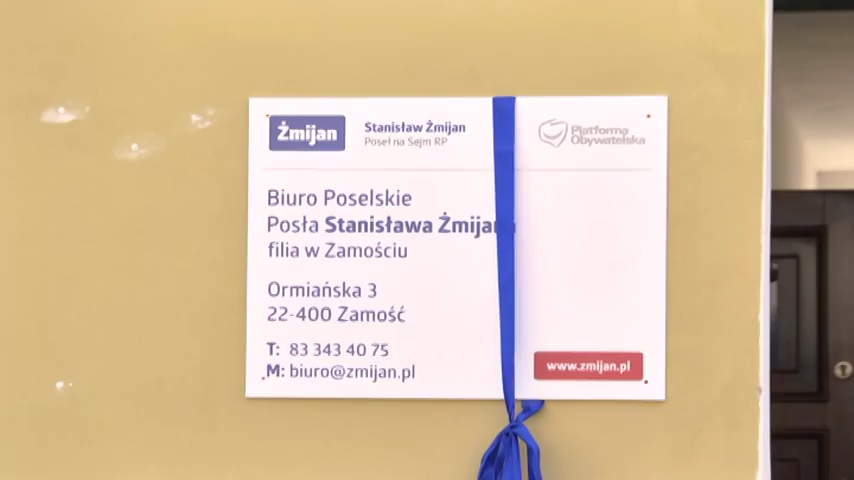 Żmijan
Stanisław Żmijan
Poseł na Sejm RP
Platforma
Obywatelska
Biuro Poselskie
Posła Stanisława Żmijana
filia w Zamościu
Ormiańska 3
22-400 Zamość
T: 83 343 40 75
M: biuro@zmijan.pl
www.zmijan.pl